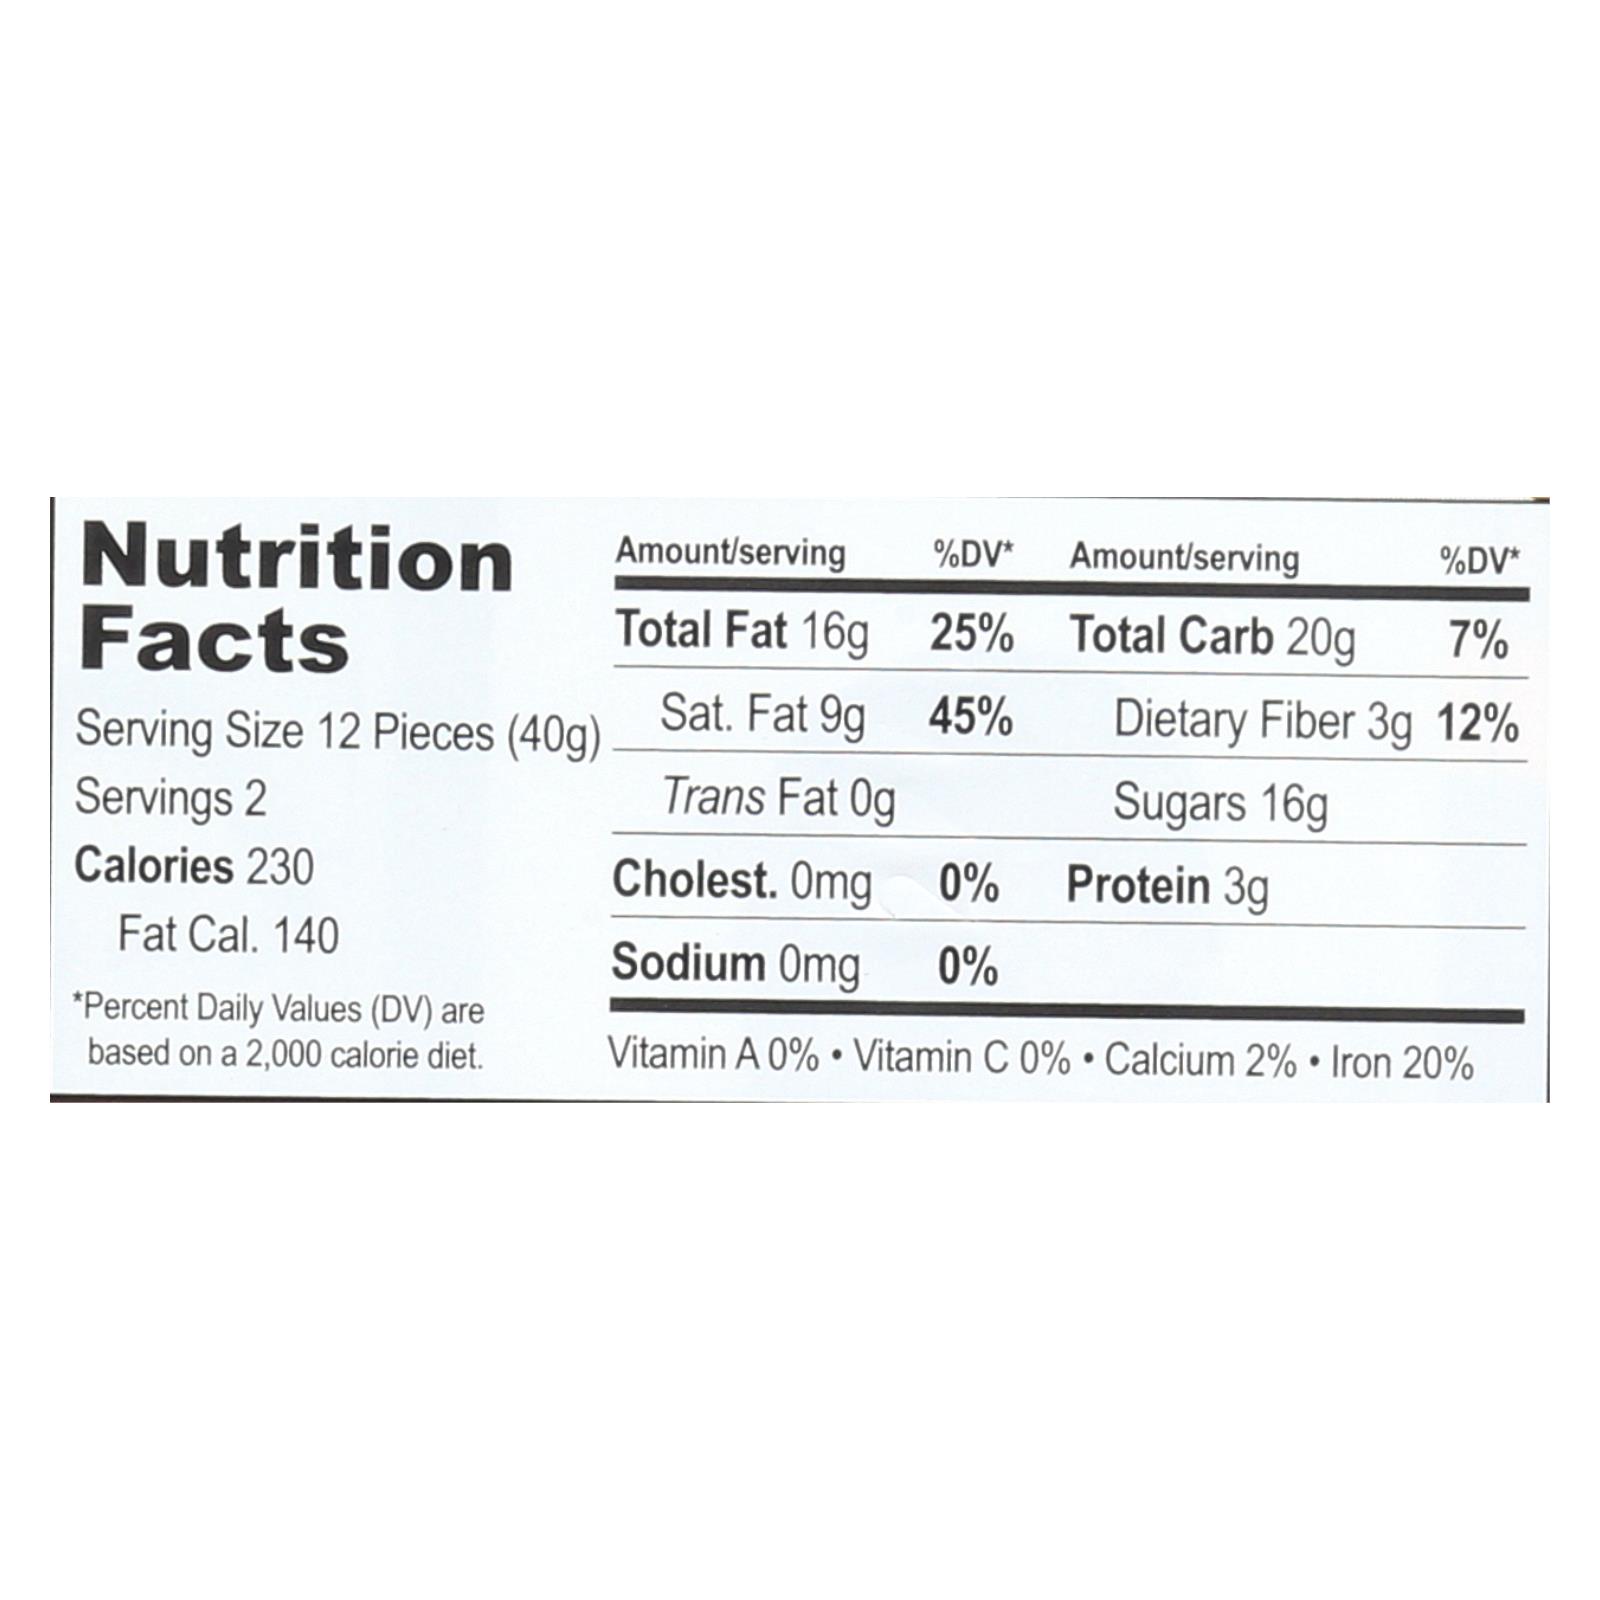 Nutrition
Facts
Serving Size 12 Pieces (40g)
Servings 2
Calories 230
Fat Cal. 140
*Percent Daily Values (DV) are
based on a 2,000 calorie diet.
Amount/serving %DV* Amount/serving %DV*
Total Fat 16g 25% Total Carb 20g 7%
Sat. Fat 9g 45% Dietary Fiber 3g 12%
Trans Fat 0g Sugars 16g
Cholest. 0mg 0% Protein 3g
Sodium 0mg 0%
Vitamin A 0% • Vitamin C 0% • Calcium 2% • Iron 20%